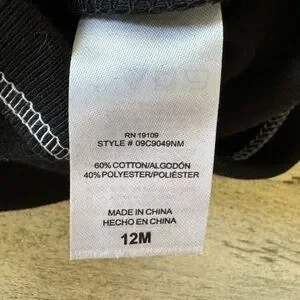 RN 19109
STYLE # 09C9049NM
60% COTTON/ALGODÓN
40% POLYESTER/POLIÉSTER
MADE IN CHINA
HECHO EN CHINA
12M